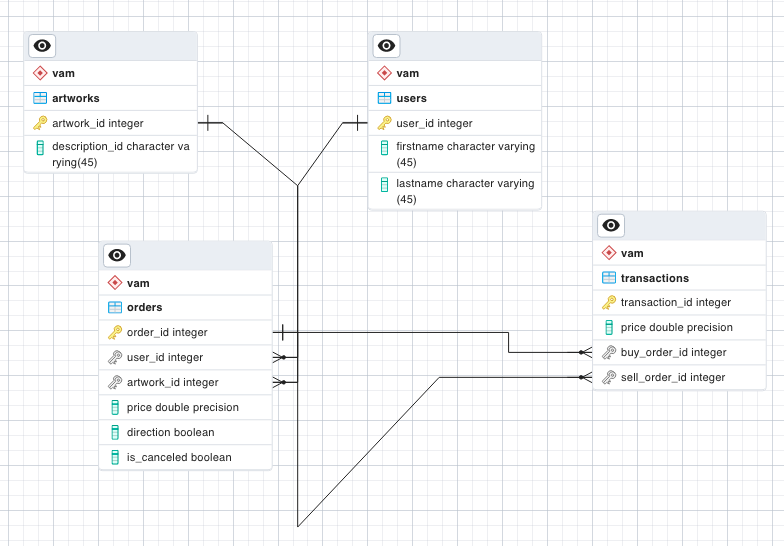 vam
artworks
artwork_id integer
description_id character va
rying(45)
vam
users
user_id integer
firstname character varying
(45)
lastname character varying
(45)
vam
orders
order_id integer
user_id integer
artwork_id integer
price double precision
direction boolean
is_canceled boolean
vam
transactions
transaction_id integer
price double precision
buy_order_id integer
sell_order_id integer